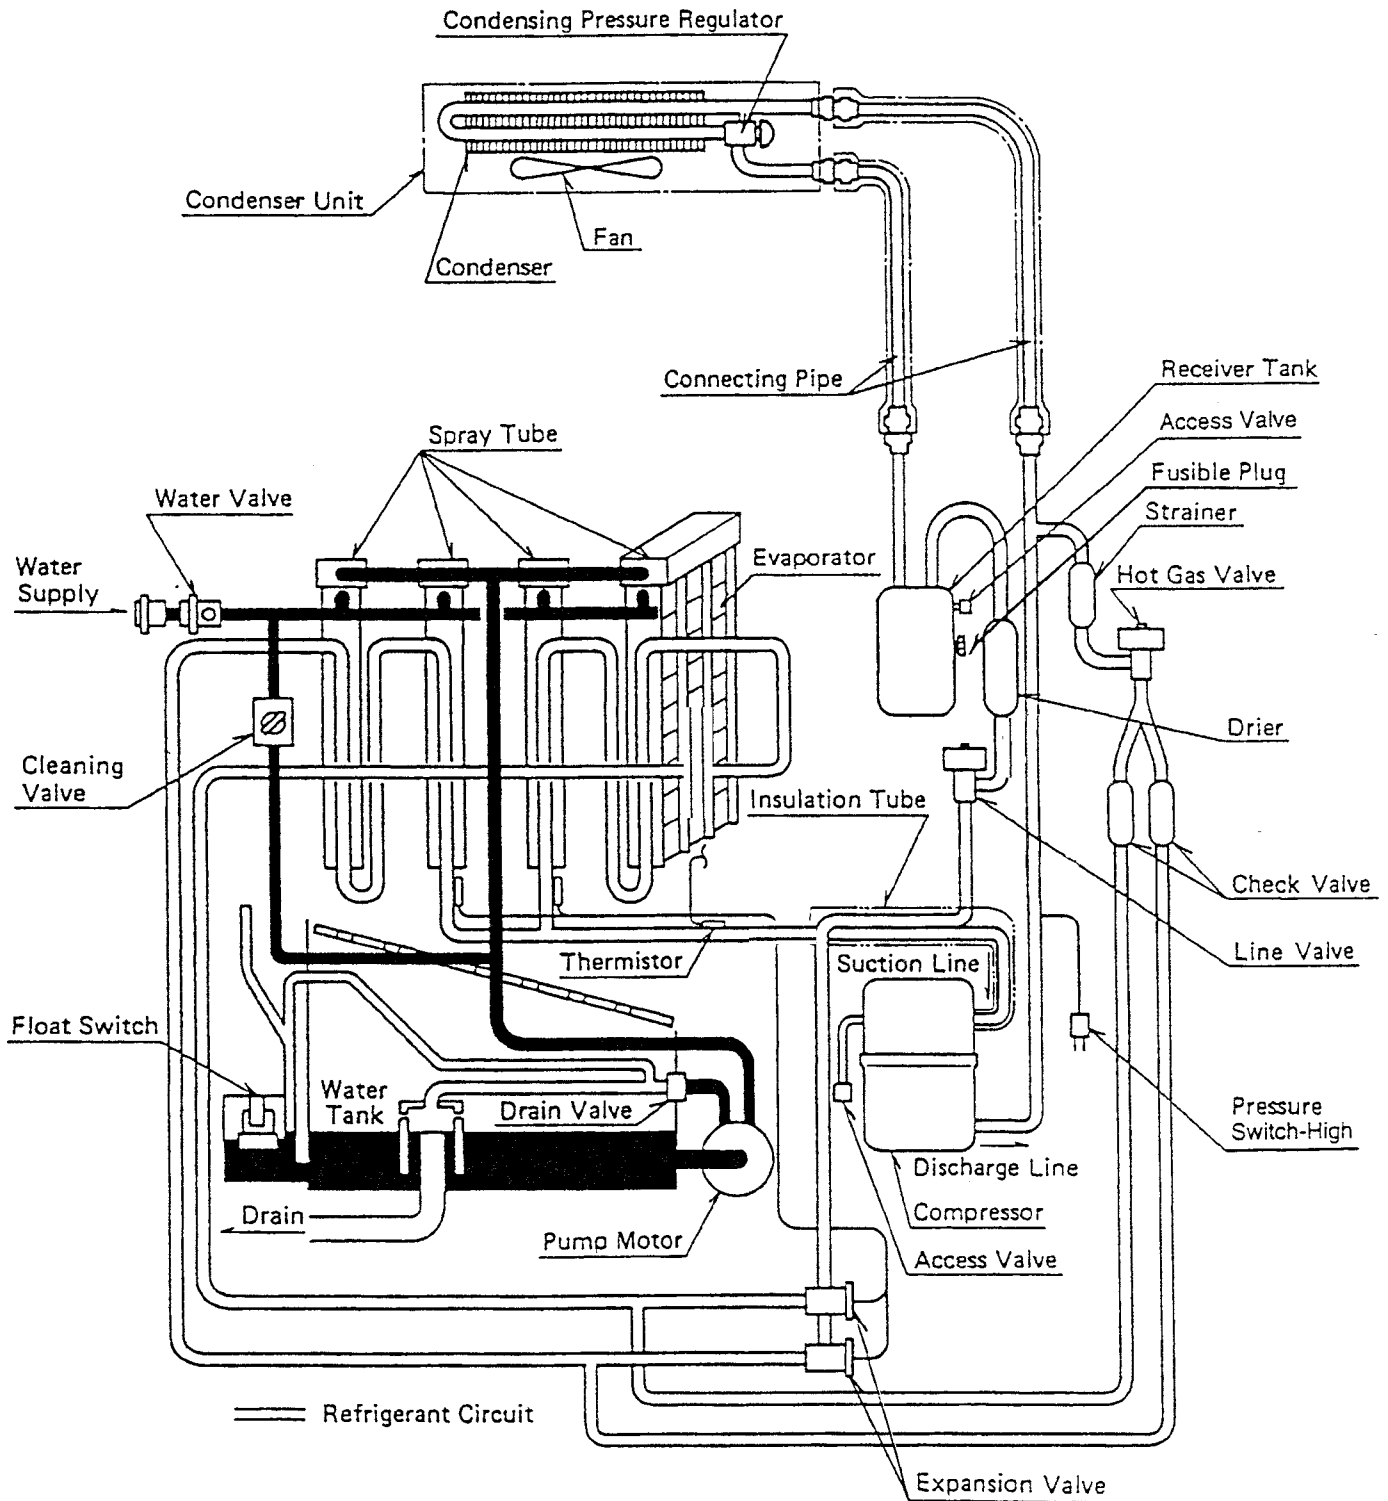 Condensing Pressure Regulator
Condenser Unit
Fan
Condenser
Connecting Pipe
Receiver Tank
Access Valve
Fusible Plug
Strainer
Hot Gas Valve
Spray Tube
Water Valve
Water
Supply
Evaporator
Drier
Cleaning
Valve
Insulation Tube
Check Valve
Line Valve
Thermistor
Suction Line
Float Switch
Water
Tank
Drain Valve
Pressure
Switch-High
Discharge Line
Drain
Compressor
Pump Motor
Access Valve
Refrigerant Circuit
Expansion Valve